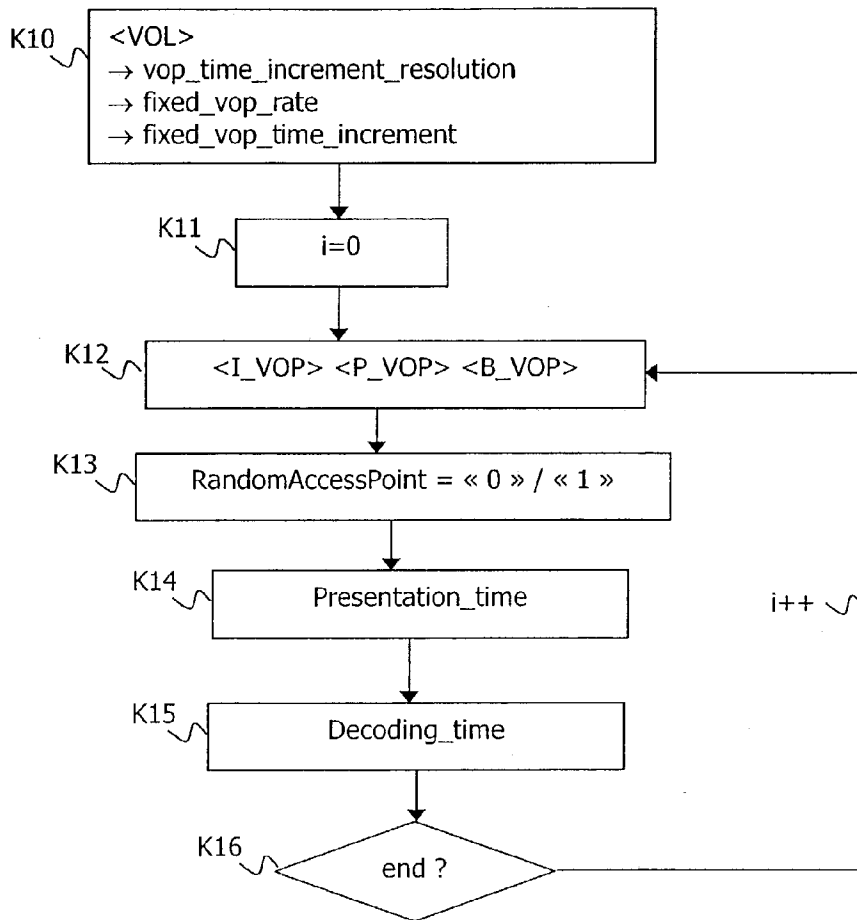 K10
<VOL>
→ vop_time_increment_resolution
→ fixed_vop_rate
→ fixed_vop_time_increment
K11
i=0
K12
<I_VOP> <P_VOP> <B_VOP>
K13
RandomAccessPoint = « 0 » / « 1 »
K14
Presentation_time
i++
K15
Decoding_time
K16
end ?